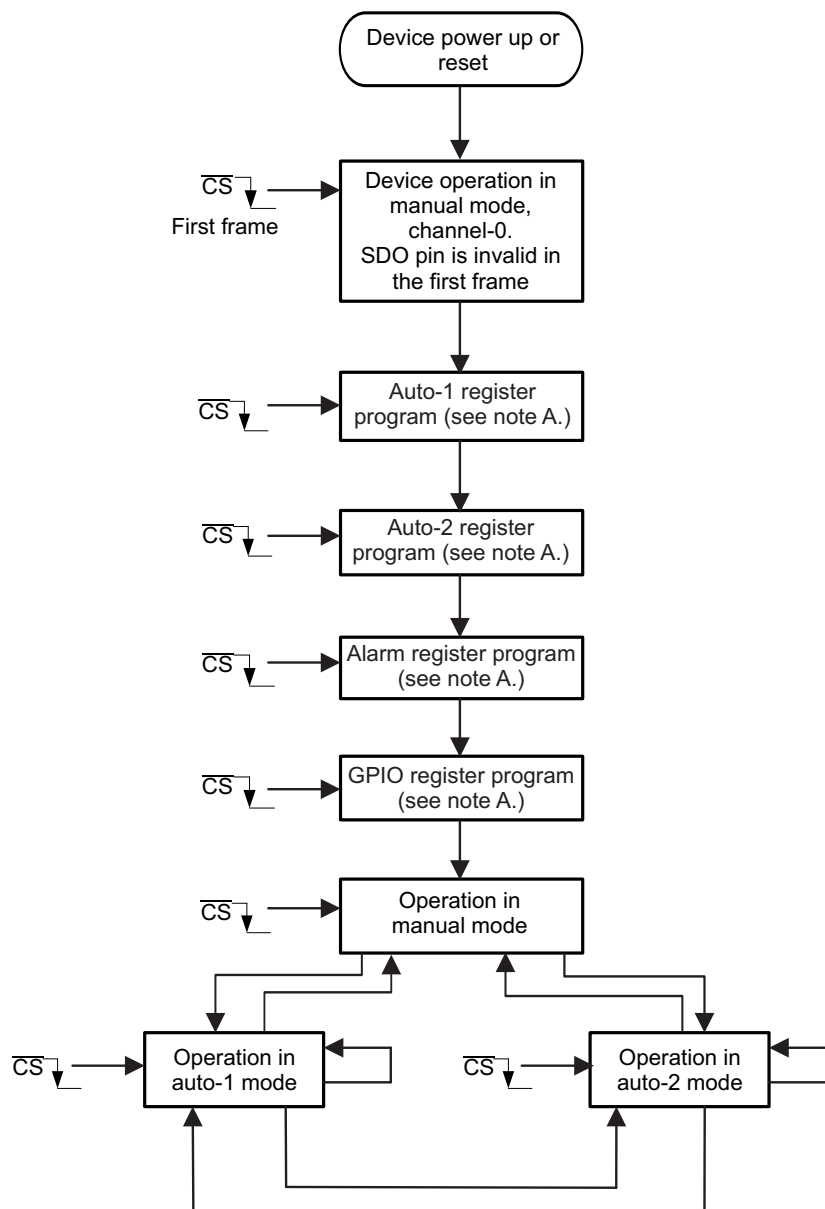 Device power up or
reset
CS
First frame
Device operation in
manual mode,
channel-0.
SDO pin is invalid in
the first frame
CS
Auto-1 register
program (see note A.)
CS
Auto-2 register
program (see note A.)
CS
Alarm register program
(see note A.)
CS
GPIO register program
(see note A.)
CS
Operation in
manual mode
CS
Operation in
auto-1 mode
CS
Operation in
auto-2 mode